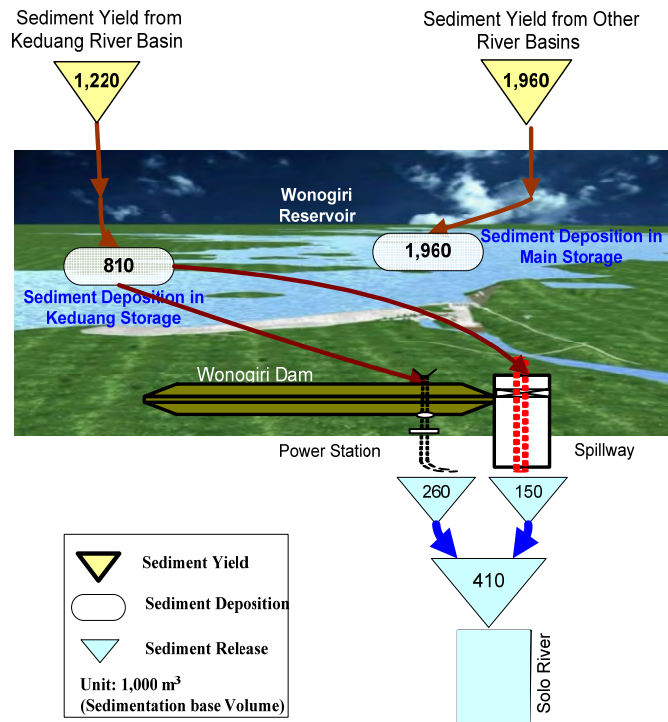 Sediment Yield from
Keduang River Basin
Sediment Yield from Other
River Basins
1,220
1,960
Wonogiri
Reservoir
810
1,960
Sediment Deposition in
Main Storage
Sediment Deposition in
Keduang Storage
Wonogiri Dam
Power Station
Spillway
260
150
410
Solo River
Sediment Yield
Sediment Deposition
Sediment Release
Unit: 1,000 m³
(Sedimentation base Volume)